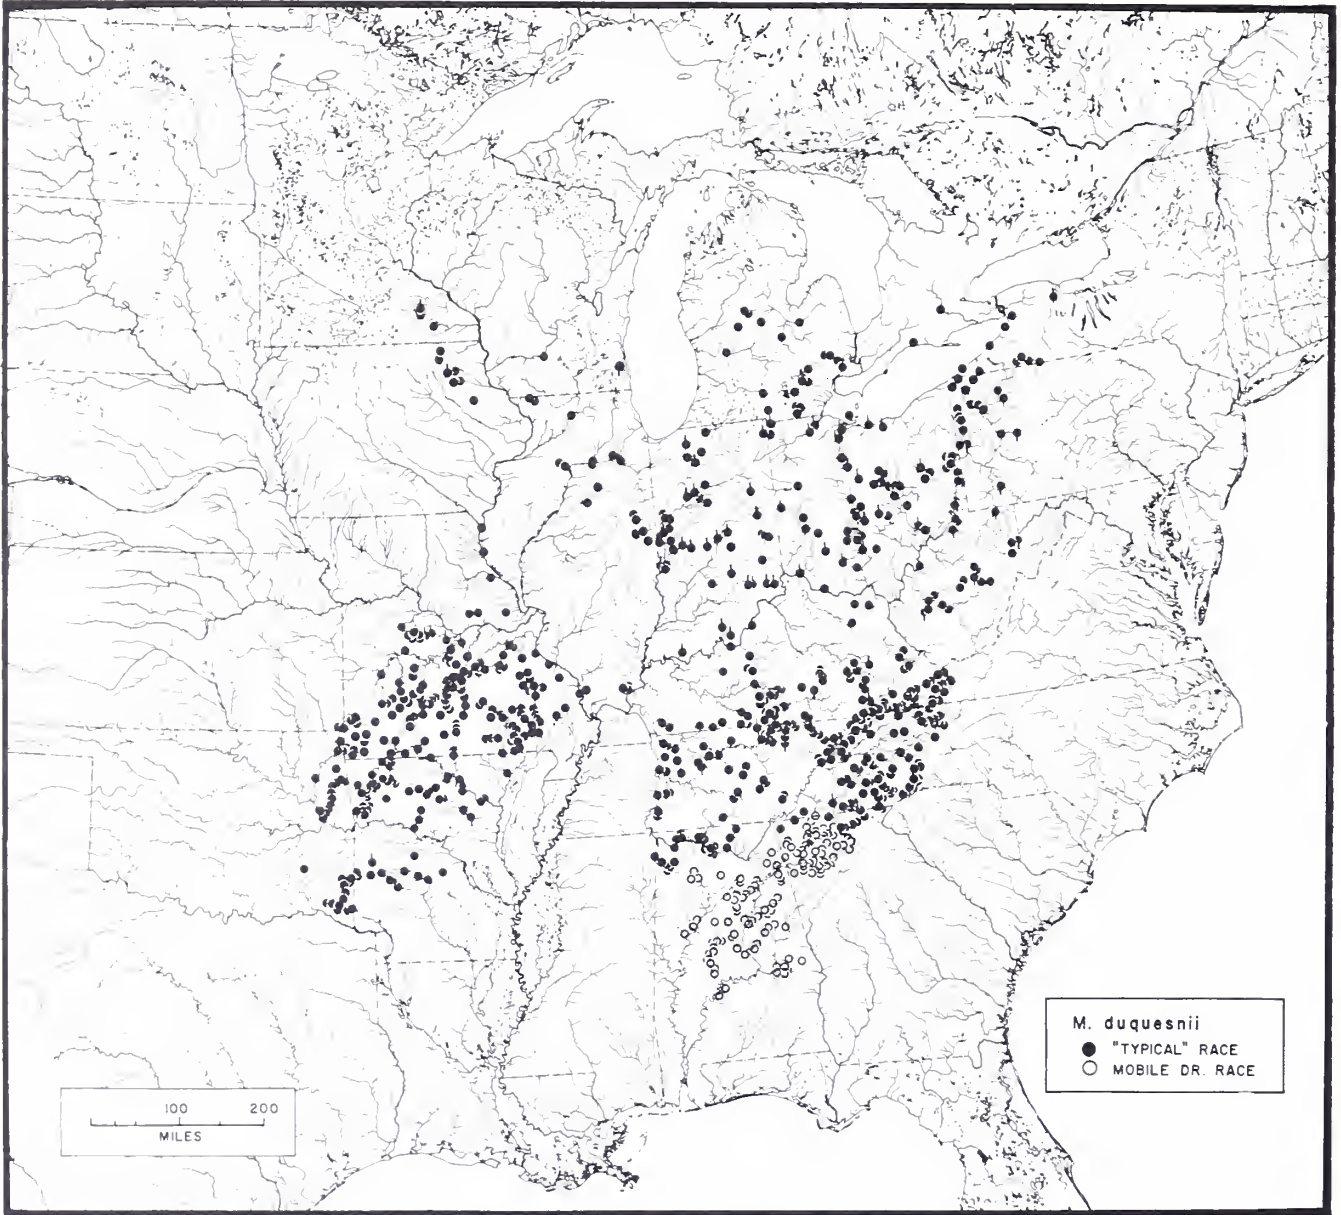 M. duquesnii
"TYPICAL" RACE
MOBILE DR. RACE
100 200
MILES